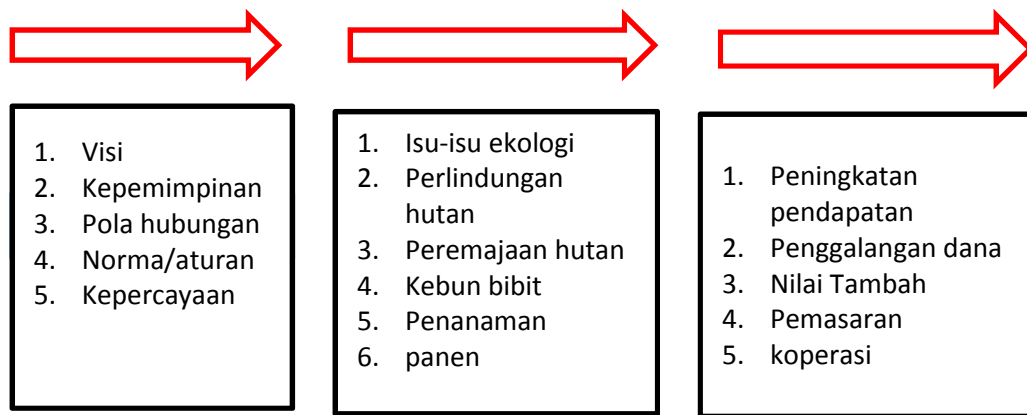 1. Visi
2. Kepemimpinan
3. Pola hubungan
4. Norma/aturan
5. Kepercayaan
1. Isu-isu ekologi
2. Perlindungan
hutan
3. Peremajaan hutan
4. Kebun bibit
5. Penanaman
6. panen
1. Peningkatan
pendapatan
2. Penggalangan dana
3. Nilai Tambah
4. Pemasaran
5. koperasi